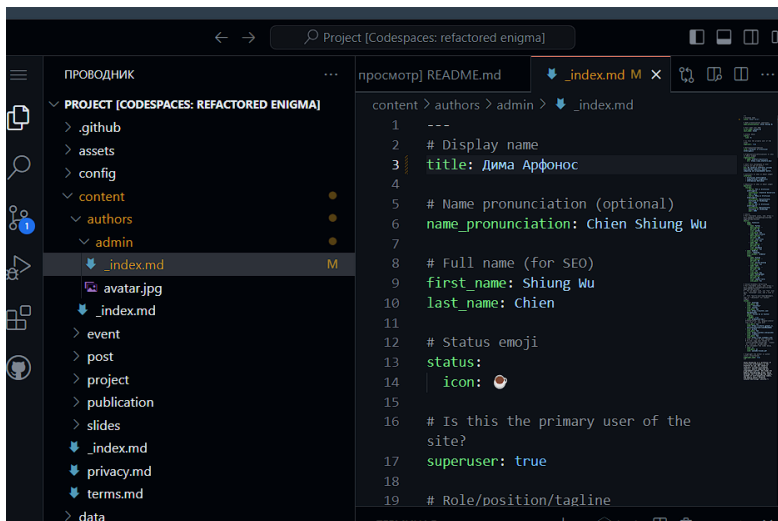 Project [Codespaces: refactored enigma]
ПРОВОДНИК
PROJECT [CODESPACES: REFACTORED ENIGMA]
.github
assets
config
content
authors
admin
_index.md M
avatar.jpg
_index.md
event
post
project
publication
slides
_index.md
privacy.md
terms.md
data
1
просмотр] README.md
_index.md M
content > authors > admin > _index.md
1 ---
2 # Display name
3 title: Дима Арфонос
4
5 # Name pronunciation (optional)
6 name_pronunciation: Chien Shiung Wu
7
8 # Full name (for SEO)
9 first_name: Shiung Wu
10 last_name: Chien
11
12 # Status emoji
13 status:
14 icon: ☕
15
16 # Is this the primary user of the
site?
17 superuser: true
18
19 # Role/position/tagline